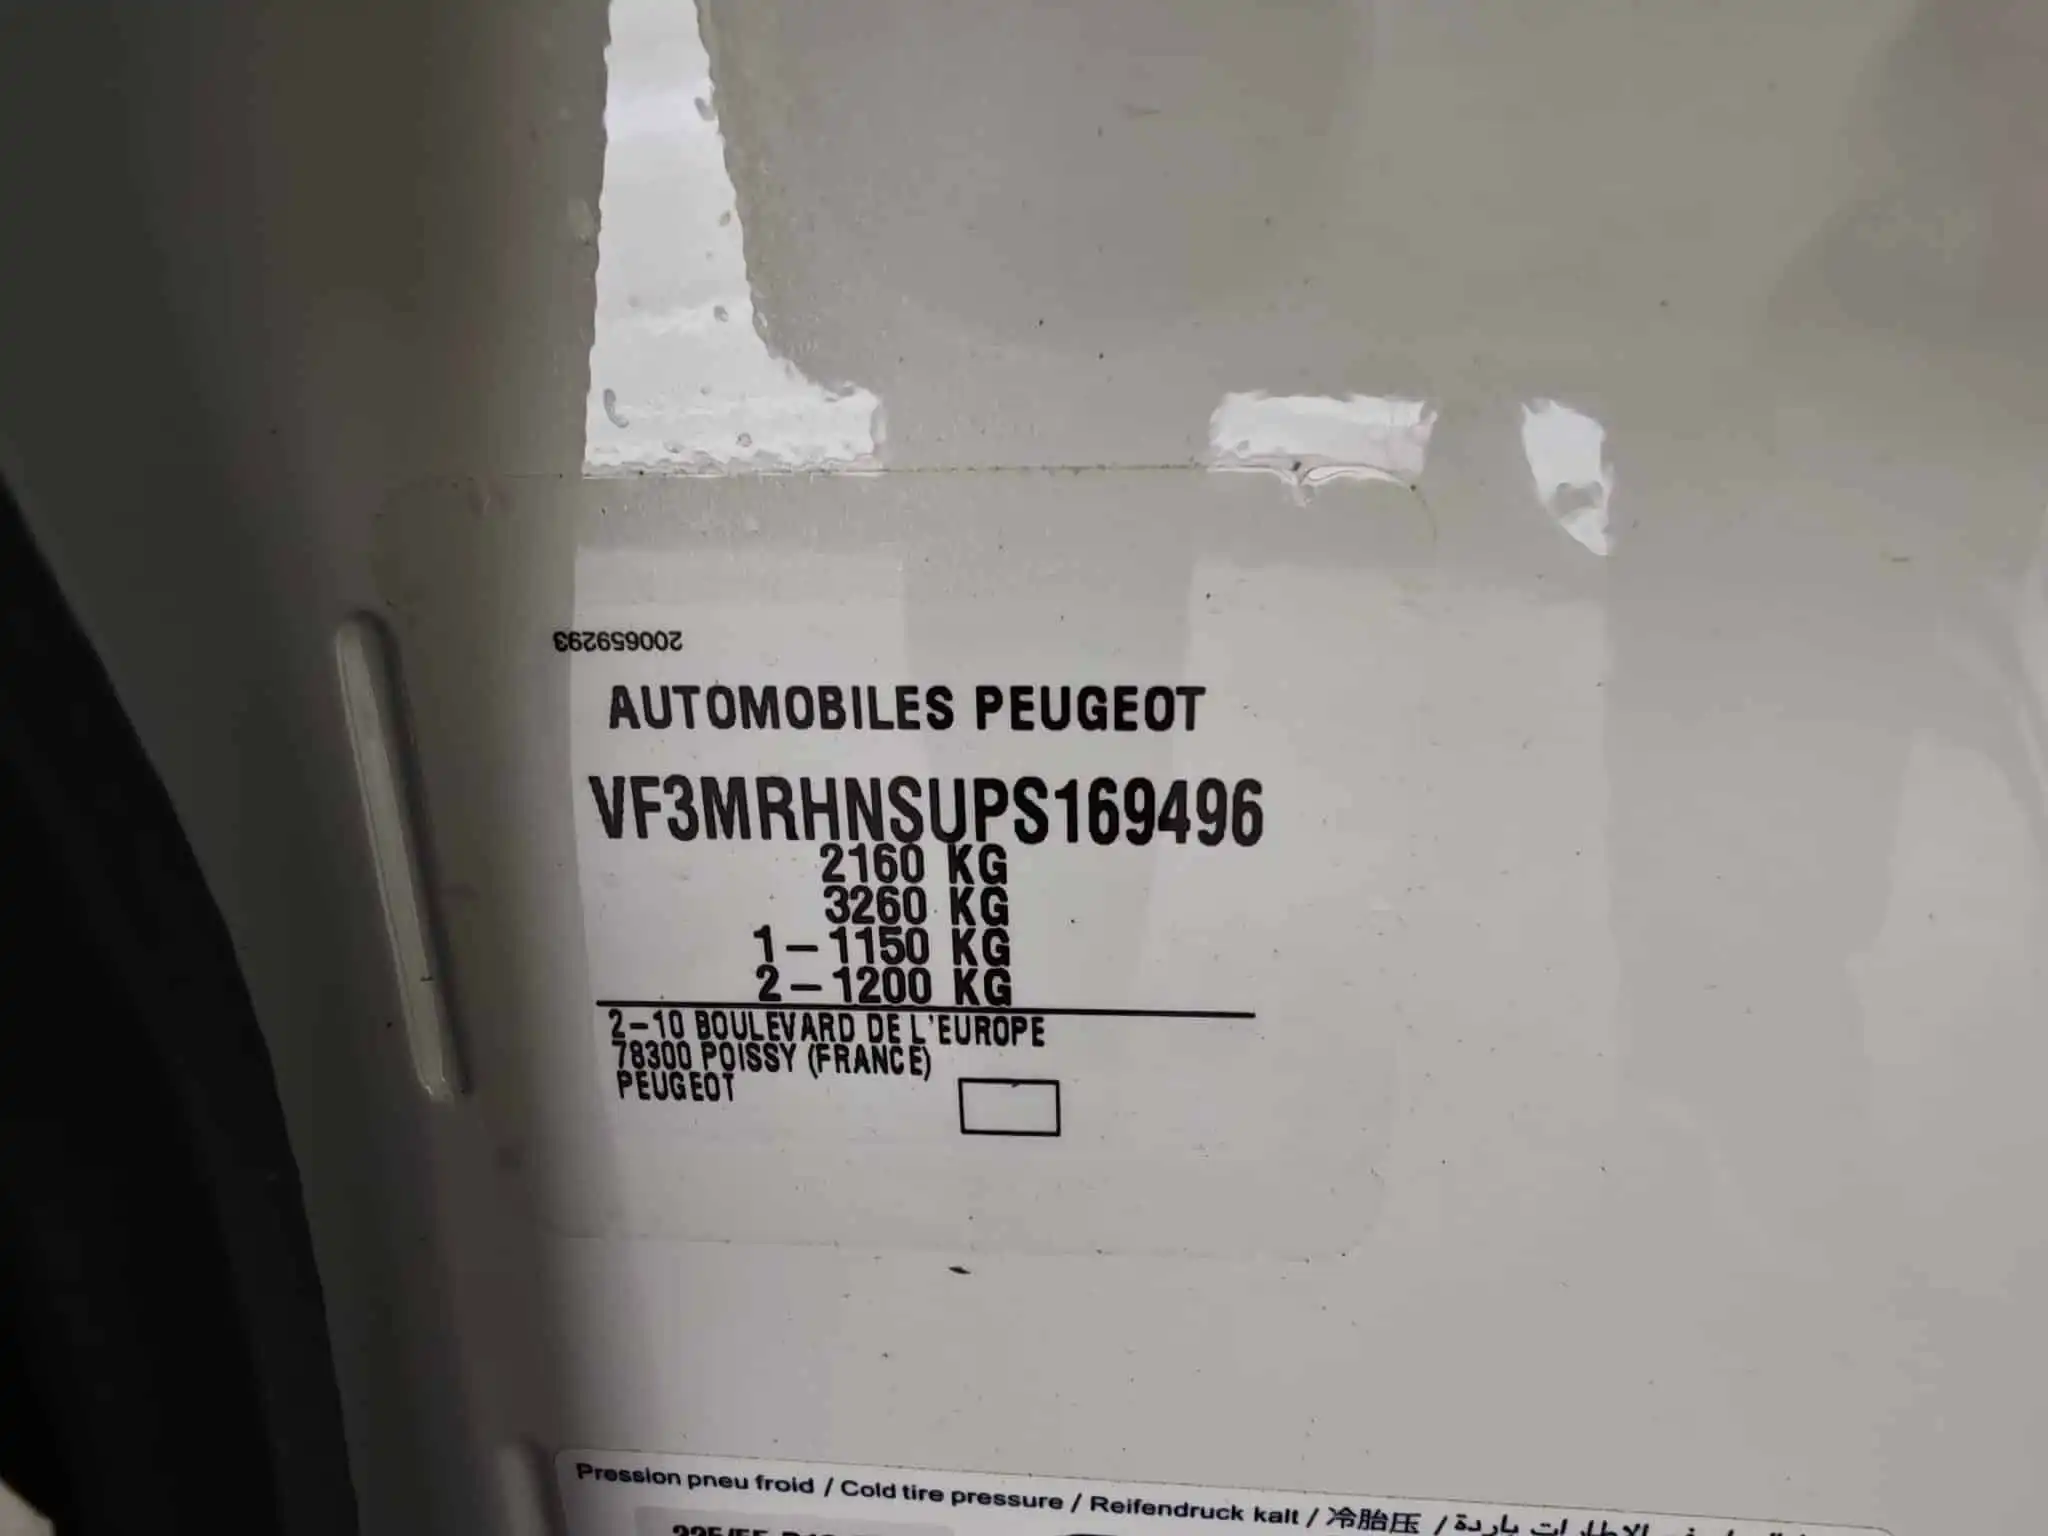 200659293
AUTOMOBILES PEUGEOT
VF3MRHNSUPS169496
2160 KG
3260 KG
1-1150 KG
2-1200 KG
2-10 BOULEVARD DE L'EUROPE
78300 POISSY (FRANCE)
PEUGEOT
Pression pneu froid / Cold tire pressure / Reifendruck kalt / 冷胎压 /